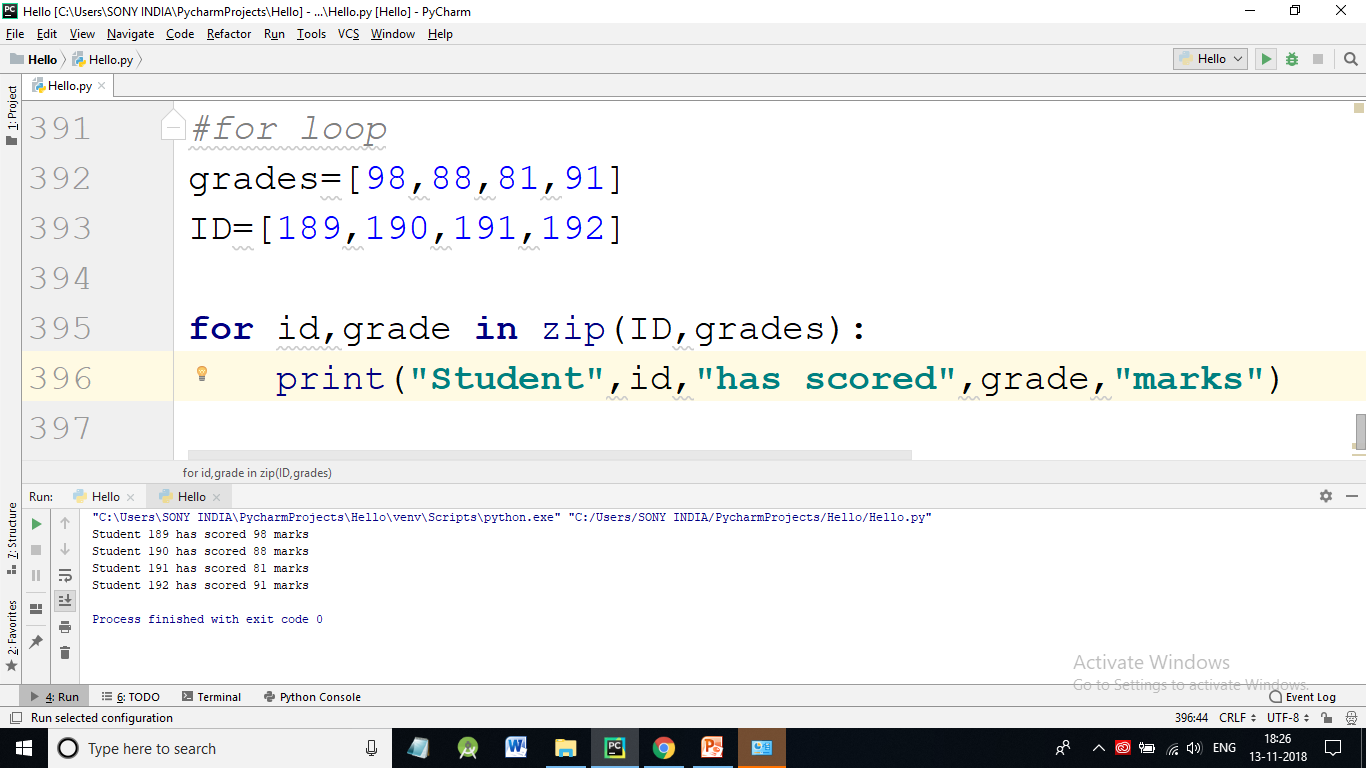 Hello [C:\Users\SONY INDIA\PycharmProjects\Hello] - ...\Hello.py [Hello] - PyCharm
File Edit View Navigate Code Refactor Run Tools VCS Window Help
Hello Hello.py Hello
1: Project
Hello.py
391 #for loop
392 grades=[98,88,81,91]
393 ID=[189,190,191,192]
394
395 for id,grade in zip(ID,grades):
396     print("Student",id,"has scored",grade,"marks")
397
for id,grade in zip(ID,grades)
Run: Hello Hello
7: Structure
2: Favorites
"C:\Users\SONY INDIA\PycharmProjects\Hello\venv\Scripts\python.exe" "C:/Users/SONY INDIA/PycharmProjects/Hello/Hello.py"
Student 189 has scored 98 marks
Student 190 has scored 88 marks
Student 191 has scored 81 marks
Student 192 has scored 91 marks
Process finished with exit code 0
Activate Windows
Go to Settings to activate Windows.
4: Run 6: TODO Terminal Python Console Event Log
Run selected configuration 396:44 CRLF UTF-8
Type here to search ENG 18:26
13-11-2018